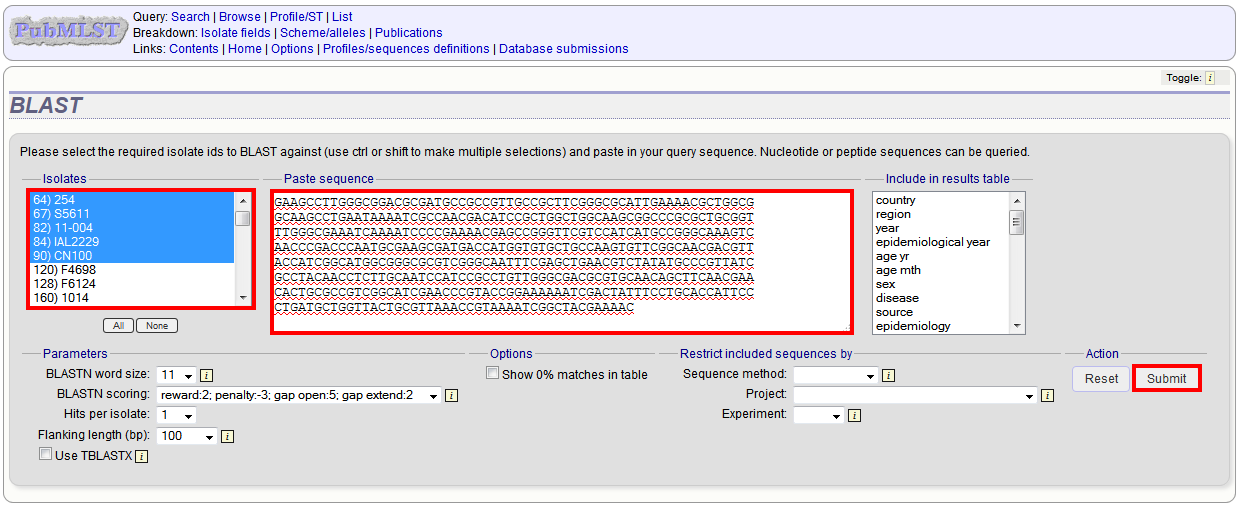 PubMLST
Query: Search | Browse | Profile/ST | List
Breakdown: Isolate fields | Scheme/alleles | Publications
Links: Contents | Home | Options | Profiles/sequences definitions | Database submissions
Toggle: i
BLAST
Please select the required isolate ids to BLAST against (use ctrl or shift to make multiple selections) and paste in your query sequence. Nucleotide or peptide sequences can be queried.
Isolates
64) 254
67) S5611
82) 11-004
84) IAL2229
90) CN100
120) F4698
128) F6124
160) 1014
All None
Paste sequence
GAAGCCTTGGGCGGACGCGATGCCGCCGTTGCCGCTTCGGGCGCATTGAAAACGCTGGCG
GCAAGCCTGAATAAAATCGCCAACGACATCCGCTGGCTGGCAAGCGGCCCGCGCTGCGGT
TTGGGCGAAATCAAAATCCCCGAAAACGAGCCGGGTTCGTCCATCATGCCGGGCAAAGTC
AACCCGACCCAATGCGAAGCGATGACCATGGTGTGCTGCCAAGTGTTCGGCAACGACGTT
ACCATCGGCATGGCGGGCGCGTCGGGCAATTTCGAGCTGAACGTCTATATGCCCGTTATC
GCCTACAACCTCTTGCAATCCATCCGCCTGTTGGGCGACGCGTGCAACAGCTTCAACGAA
CACTGCGCCGTCGGCATCGAACCCGTACCGGAAAAAATCGACTATTTCCTGCACCATTCC
CTGATGCTGGTTACTGCGTTAAACCGTAAAATCGGCTACGAAAAC
Include in results table
country
region
year
epidemiological year
age yr
age mth
sex
disease
source
epidemiology
Parameters
BLASTN word size: 11 i
BLASTN scoring: reward:2; penalty:-3; gap open:5; gap extend:2 i
Hits per isolate: 1
Flanking length (bp): 100 i
Use TBLASTX i
Options
Show 0% matches in table
Restrict included sequences by
Sequence method: i
Project: i
Experiment: i
Action
Reset Submit